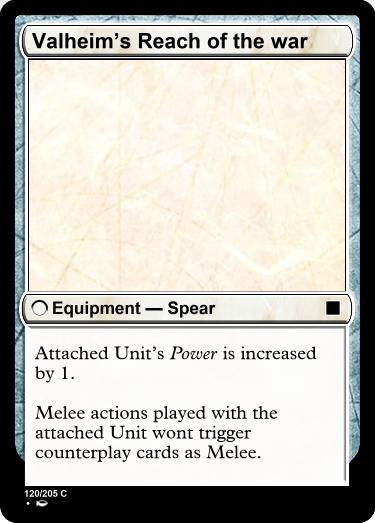 Valheim's Reach of the war
Equipment — Spear
Attached Unit's Power is increased
by 1.
Melee actions played with the
attached Unit wont trigger
counterplay cards as Melee.
120/205 C